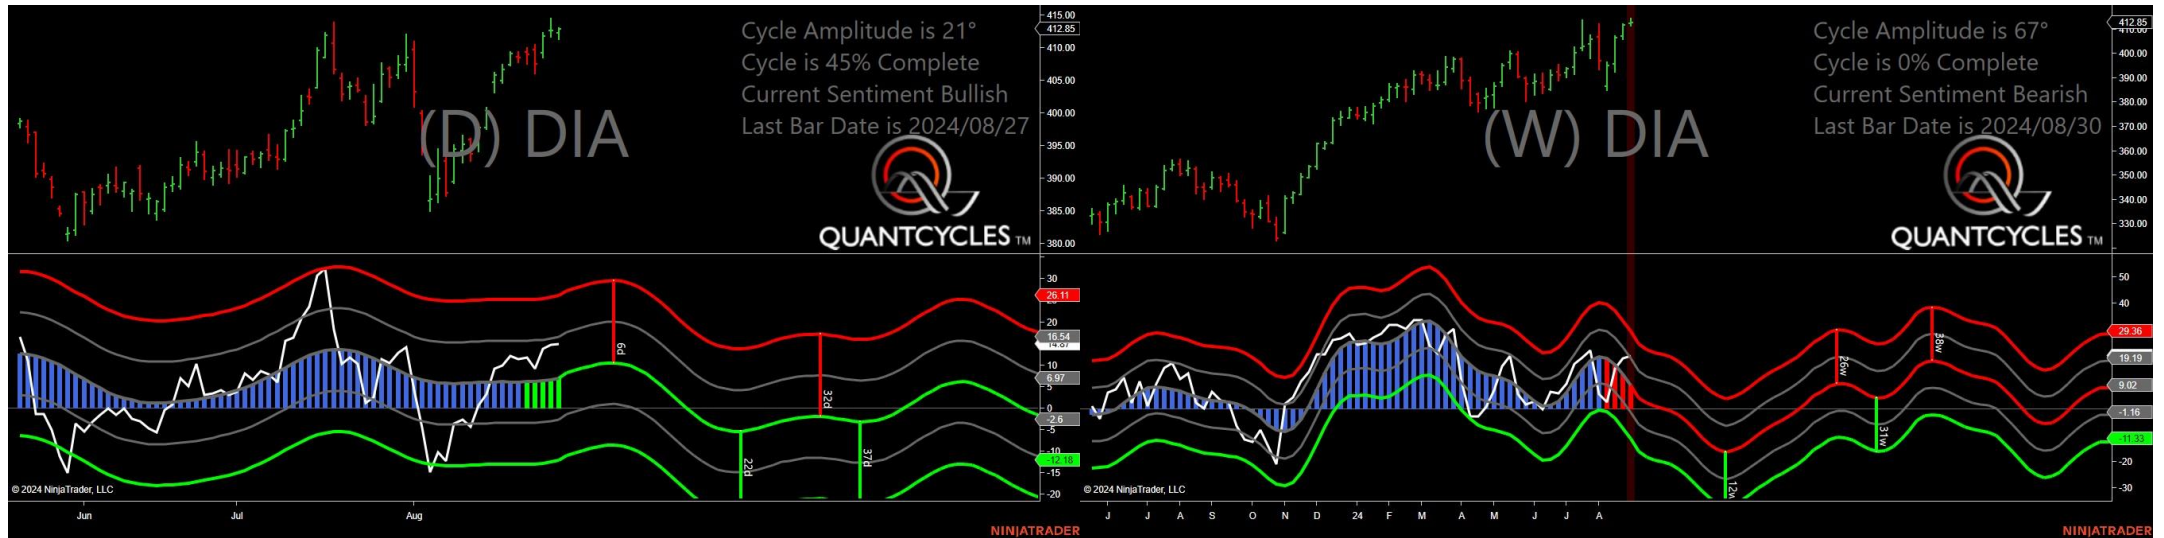 Cycle Amplitude is 21°
Cycle is 45% Complete
Current Sentiment Bullish
Last Bar Date is 2024/08/27
(D) DIA
QUANTCYCLES TM
415.00
412.85
410.00
405.00
400.00
395.00
390.00
385.00
380.00
30
26.11
20
16.54
14.87
10
6.97
5
0
-2.6
-5
-10
-12.18
-15
-20
6d
22d
32d
37d
© 2024 NinjaTrader, LLC
Jun Jul Aug
NINJATRADER
Cycle Amplitude is 67°
Cycle is 0% Complete
Current Sentiment Bearish
Last Bar Date is 2024/08/30
(W) DIA
QUANTCYCLES TM
412.85
410.00
400.00
390.00
380.00
370.00
360.00
350.00
340.00
330.00
50
40
29.36
19.19
9.02
-1.16
-11.33
-20
-30
12w
26w
31w
38w
© 2024 NinjaTrader, LLC
J J A S O N D 24 F M A M J J A
NINJATRADER